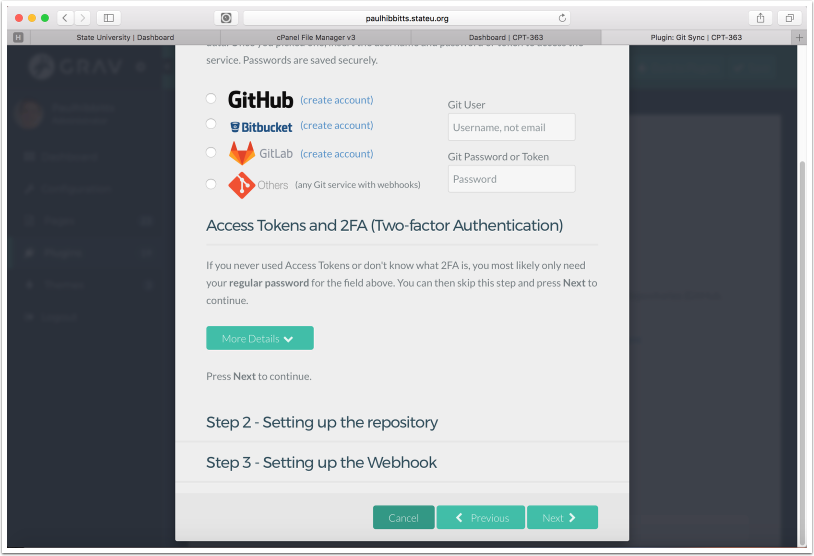 paulhibbitts.stateu.org
H
State University | Dashboard
cPanel File Manager v3
Dashboard | CPT-363
Plugin: Git Sync | CPT-363
service. Passwords are saved securely.
GRAV
GitHub (create account)
Bitbucket (create account)
GitLab (create account)
Others (any Git service with webhooks)
Git User
Username, not email
Git Password or Token
Password
Access Tokens and 2FA (Two-factor Authentication)
If you never used Access Tokens or don't know what 2FA is, you most likely only need
your regular password for the field above. You can then skip this step and press Next to
continue.
More Details
Press Next to continue.
Step 2 - Setting up the repository
Step 3 - Setting up the Webhook
Cancel
Previous
Next